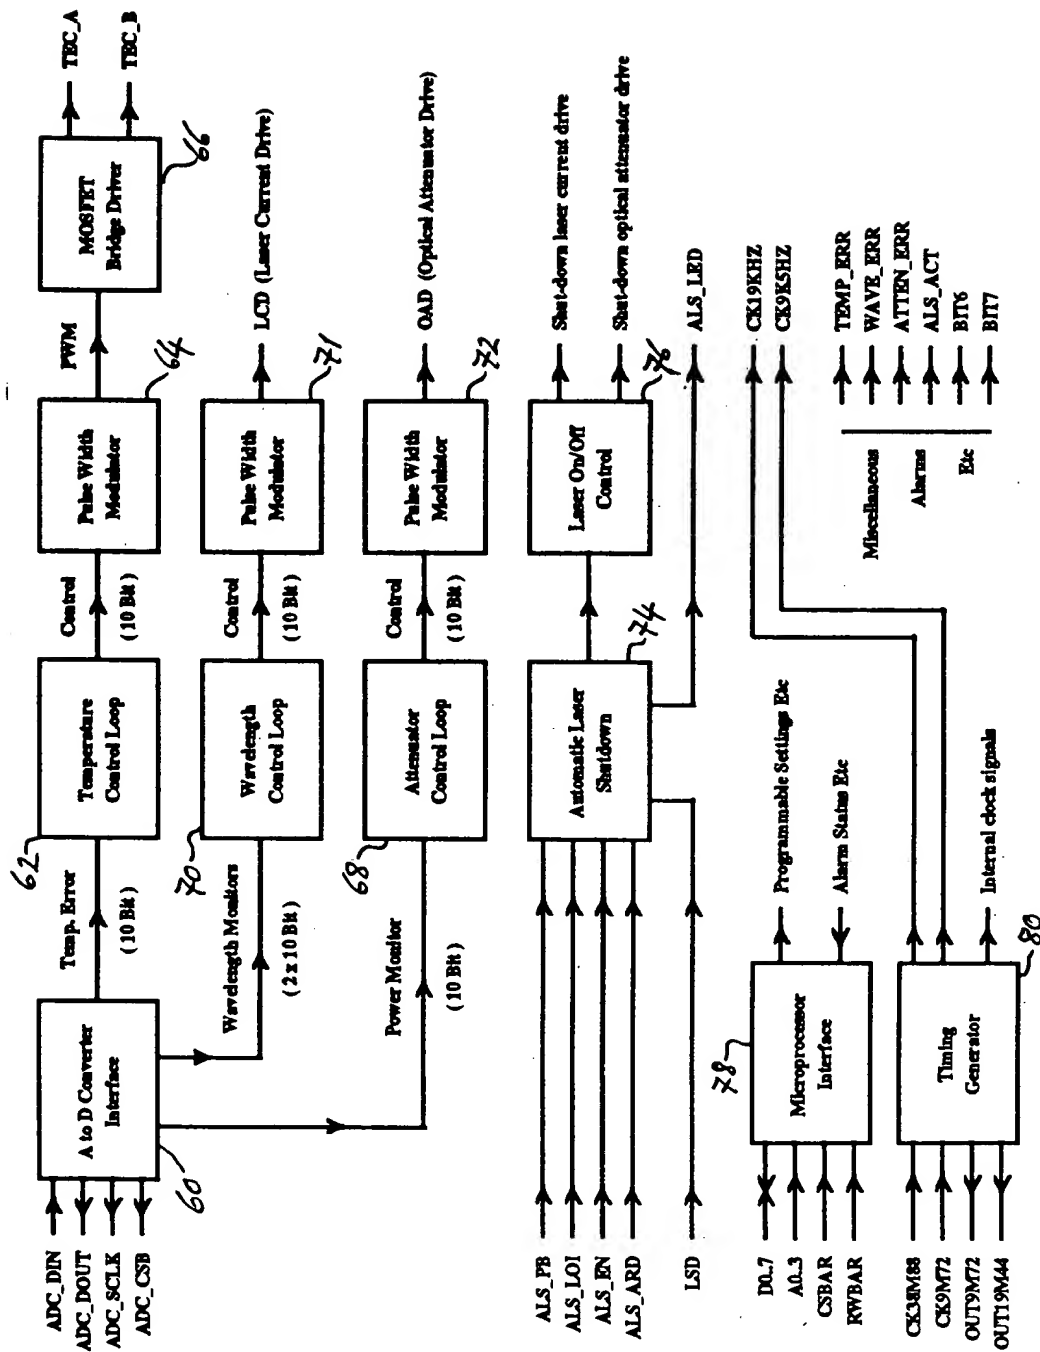 ADC_DIN
ADC_DOUT
ADC_SCLK
ADC_CSB
A to D Converter
Interface
60
Temp. Error
(10 Bit)
62
Temperature
Control Loop
Control
(10 Bit)
Pulse Width
Modulator
64
PWM
MOSFET
Bridge Driver
66
TEC_A
TEC_B
Wavelength Monitors
(2 x 10 Bit)
70
Wavelength
Control Loop
Control
(10 Bit)
Pulse Width
Modulator
71
LCD (Laser Current Drive)
Power Monitor
(10 Bit)
68
Attenuator
Control Loop
Control
(10 Bit)
Pulse Width
Modulator
72
OAD (Optical Attenuator Drive)
ALS_PB
ALS_LOI
ALS_EN
ALS_ARD
LSD
Automatic Laser
Shutdown
74
Laser On/Off
Control
76
Shut-down laser current drive
Shut-down optical attenuator drive
ALS_LED
D0..7
A0..3
CSBAR
RWBAR
78
Microprocessor
Interface
Programmable Settings Etc
Alarm Status Etc
CK38M88
CK9M72
OUT9M72
OUT19M44
Timing
Generator
80
Internal clock signals
CK19KHZ
CK9K5HZ
Miscellaneous
Alarms
Etc
TEMP_ERR
WAVE_ERR
ATTEN_ERR
ALS_ACT
BIT6
BIT7